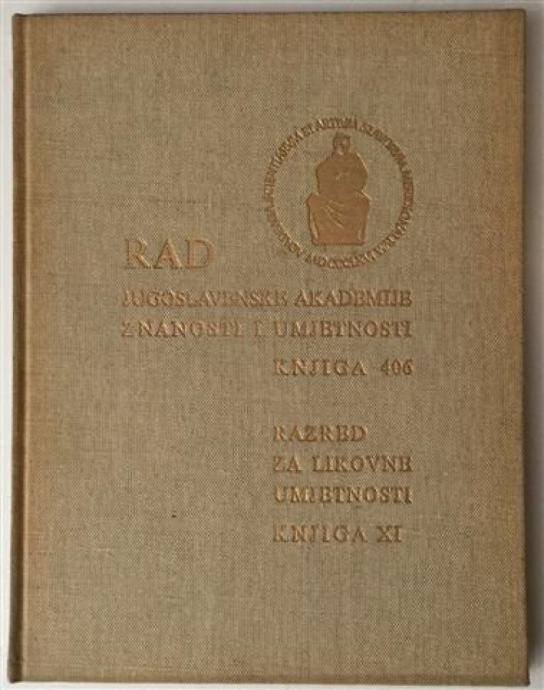 RAD
JUGOSLAVENSKE AKADEMIJE
ZNANOSTI I UMJETNOSTI
KNJIGA 406
RAZRED
ZA LIKOVNE
UMJETNOSTI
KNJIGA XI